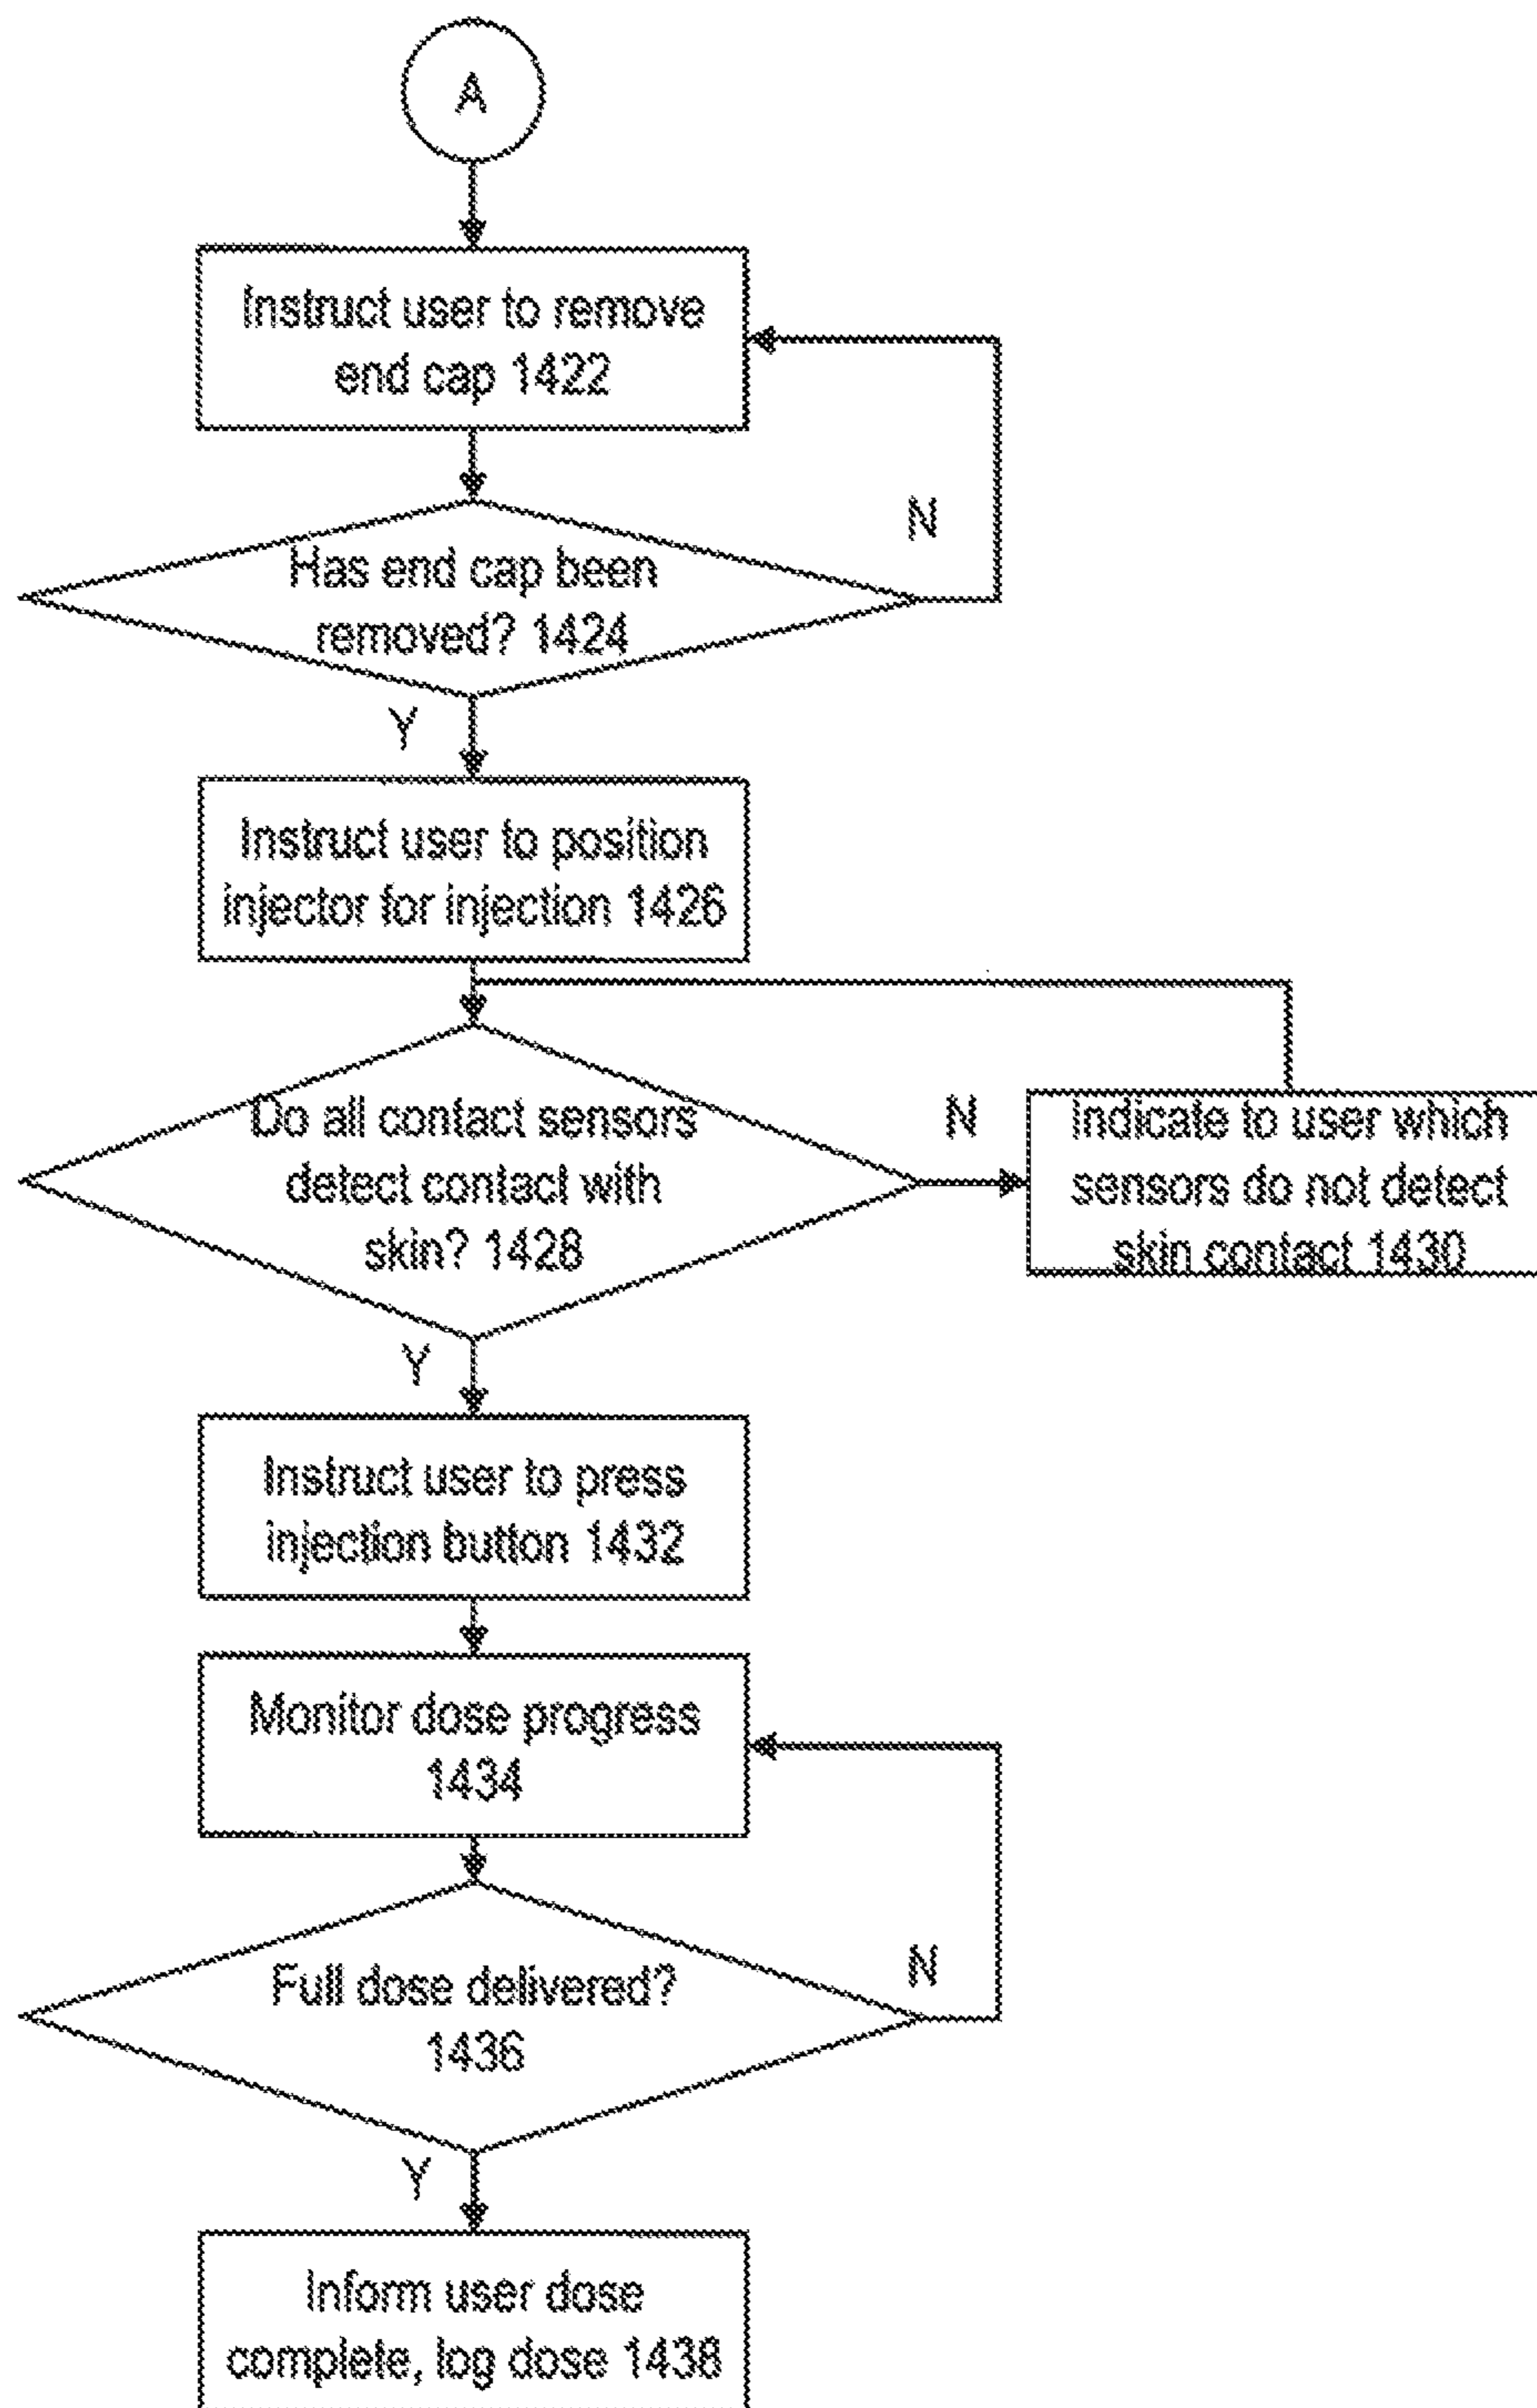 A
Instruct user to remove
end cap 1422
N
Has end cap been
removed? 1424
Y
Instruct user to position
injector for injection 1426
Do all contact sensors
detect contact with
skin? 1428
N
Indicate to user which
sensors do not detect
skin contact 1430
Y
Instruct user to press
injection button 1432
Monitor dose progress
1434
N
Full dose delivered?
1436
Y
Inform user dose
complete, log dose 1438